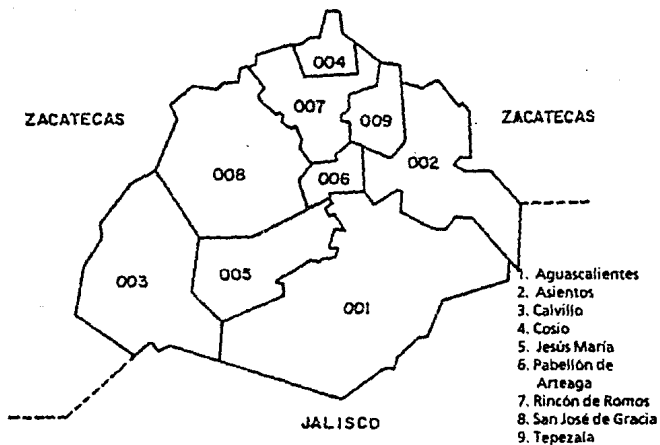 004
007
ZACATECAS
009
ZACATECAS
008
006
002
003
005
001
1. Aguascalientes
2. Asientos
3. Calvillo
4. Cosio
5. Jesús María
6. Pabellón de
Arteaga
7. Rincón de Romos
8. San José de Gracia
9. Tepezala
JALISCO